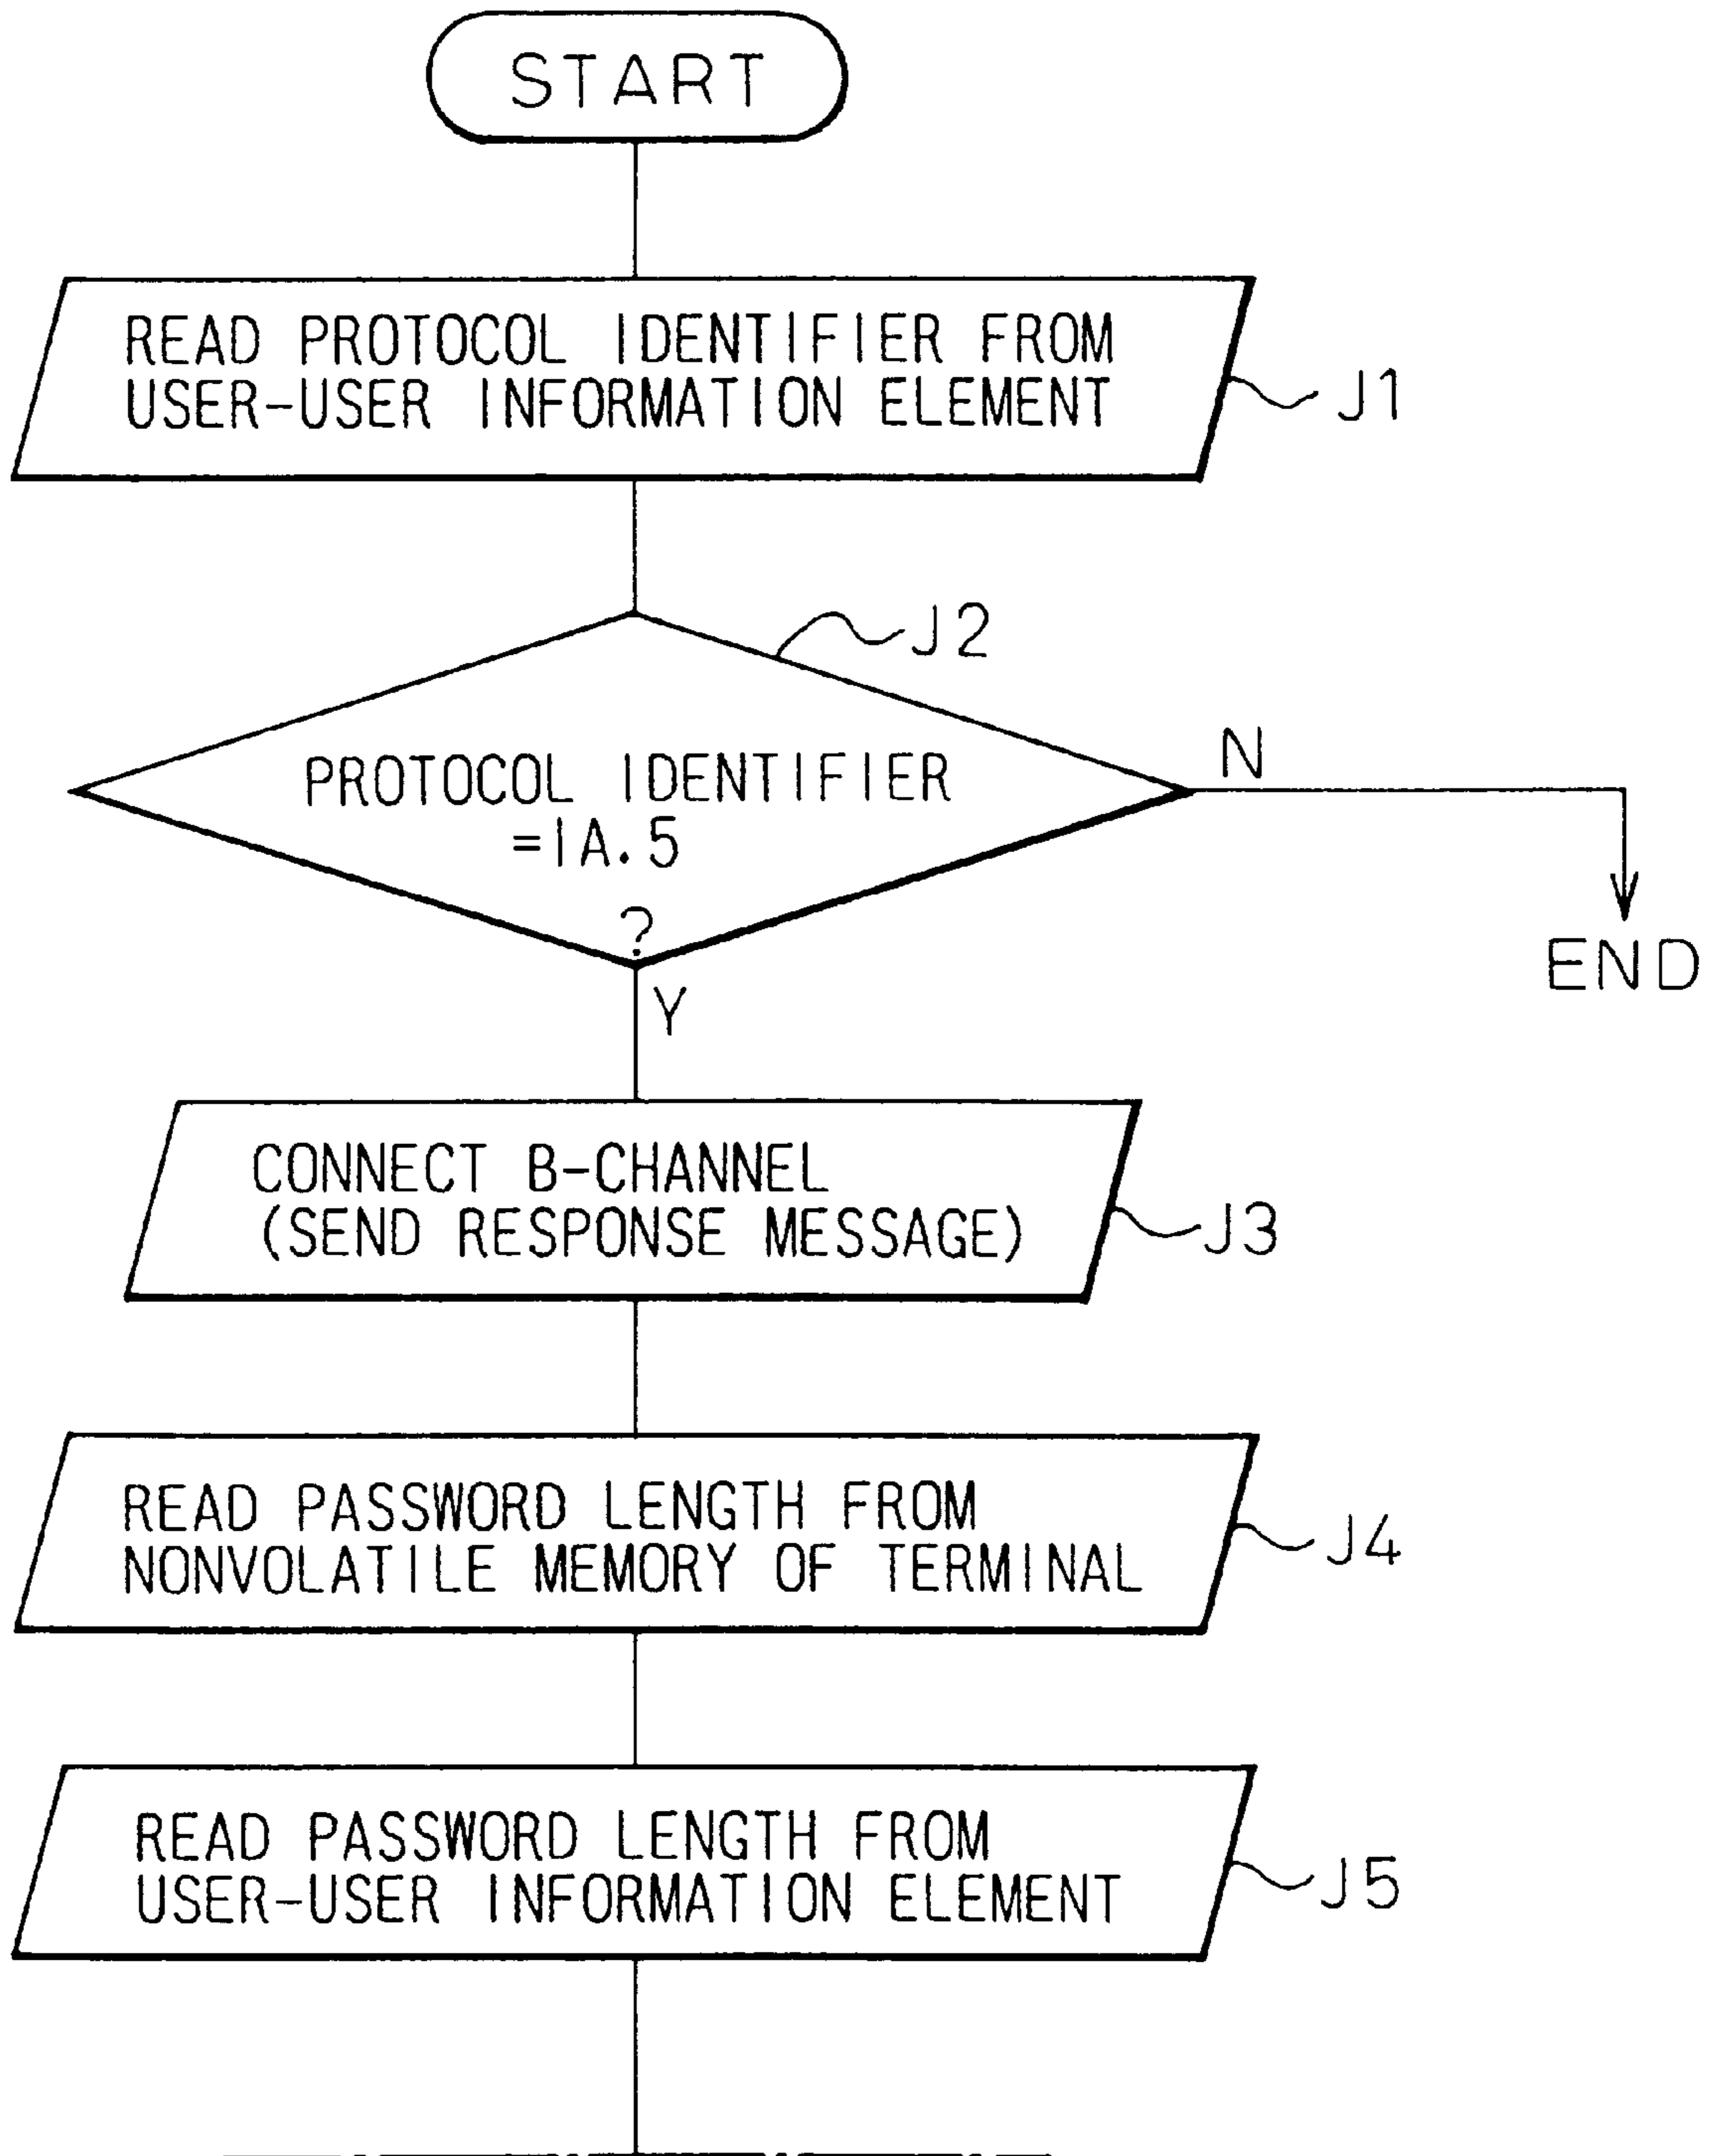 START
READ PROTOCOL IDENTIFIER FROM
USER-USER INFORMATION ELEMENT
J1
J2
PROTOCOL IDENTIFIER
=IA.5
?
N
END
Y
CONNECT B-CHANNEL
(SEND RESPONSE MESSAGE)
J3
READ PASSWORD LENGTH FROM
NONVOLATILE MEMORY OF TERMINAL
J4
READ PASSWORD LENGTH FROM
USER-USER INFORMATION ELEMENT
J5